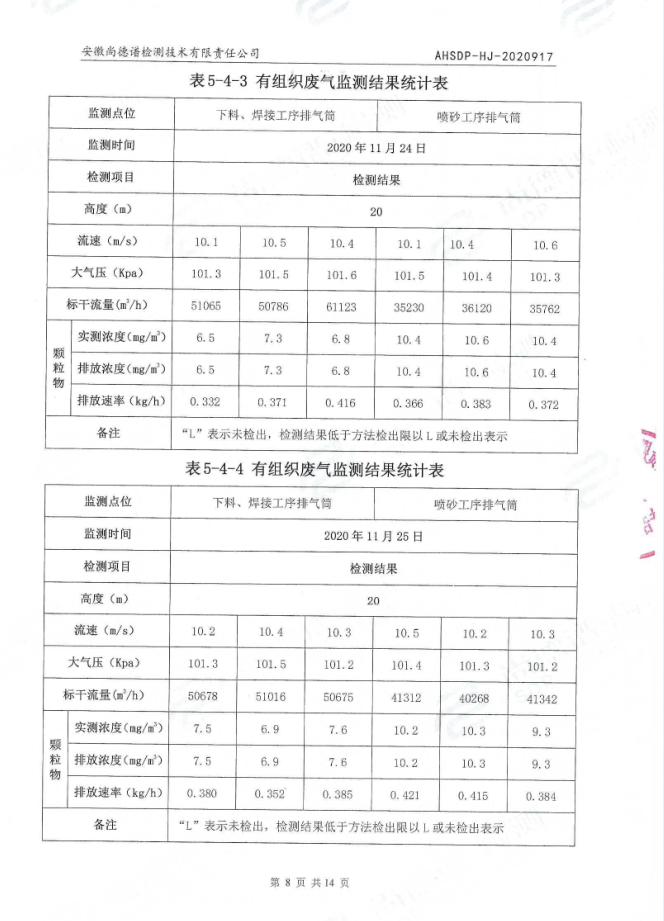 安徽尚德谱检测技术有限责任公司 AHSDP-HJ-2020917
表5-4-3 有组织废气监测结果统计表
监测点位 下料、焊接工序排气筒 喷砂工序排气筒
监测时间 2020 年 11 月 24 日
检测项目 检测结果
高度（m） 20
流速（m/s） 10.1 10.5 10.4 10.1 10.4 10.6
大气压（Kpa） 101.3 101.5 101.6 101.5 101.4 101.3
标干流量(m³/h) 51065 50786 61123 35230 36120 35762
颗粒物
实测浓度(mg/m³) 6.5 7.3 6.8 10.4 10.6 10.4
排放浓度(mg/m³) 6.5 7.3 6.8 10.4 10.6 10.4
排放速率（kg/h） 0.332 0.371 0.416 0.366 0.383 0.372
备注 “L”表示未检出，检测结果低于方法检出限以 L 或未检出表示
表5-4-4 有组织废气监测结果统计表
监测点位 下料、焊接工序排气筒 喷砂工序排气筒
监测时间 2020 年 11 月 25 日
检测项目 检测结果
高度（m） 20
流速（m/s） 10.2 10.4 10.3 10.5 10.2 10.3
大气压（Kpa） 101.3 101.5 101.2 101.4 101.3 101.2
标干流量(m³/h) 50678 51016 50675 41312 40268 41342
颗粒物
实测浓度(mg/m³) 7.5 6.9 7.6 10.2 10.3 9.3
排放浓度(mg/m³) 7.5 6.9 7.6 10.2 10.3 9.3
排放速率（kg/h） 0.380 0.352 0.385 0.421 0.415 0.384
备注 “L”表示未检出，检测结果低于方法检出限以 L 或未检出表示
第 8 页 共 14 页